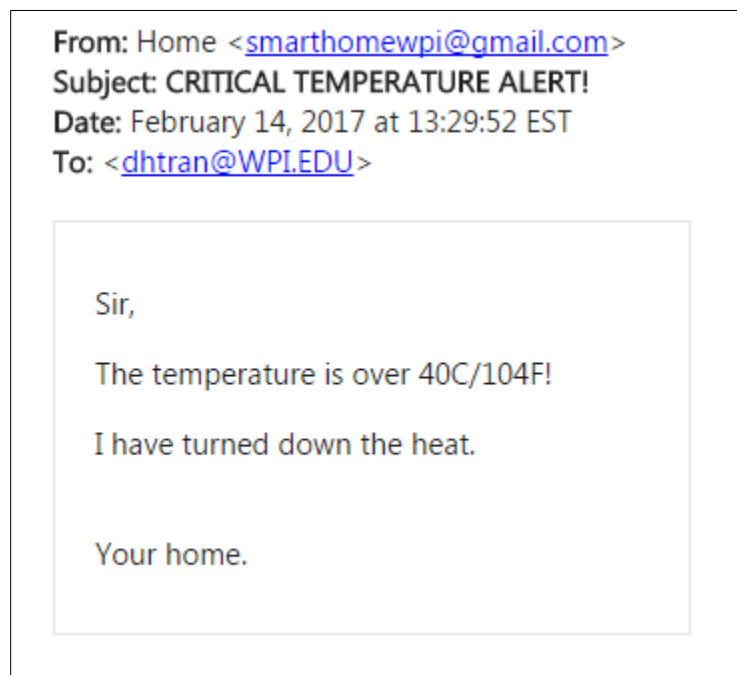 From: Home <smarthomewpi@gmail.com>
Subject: CRITICAL TEMPERATURE ALERT!
Date: February 14, 2017 at 13:29:52 EST
To: <dhtran@WPI.EDU>
Sir,
The temperature is over 40C/104F!
I have turned down the heat.
Your home.